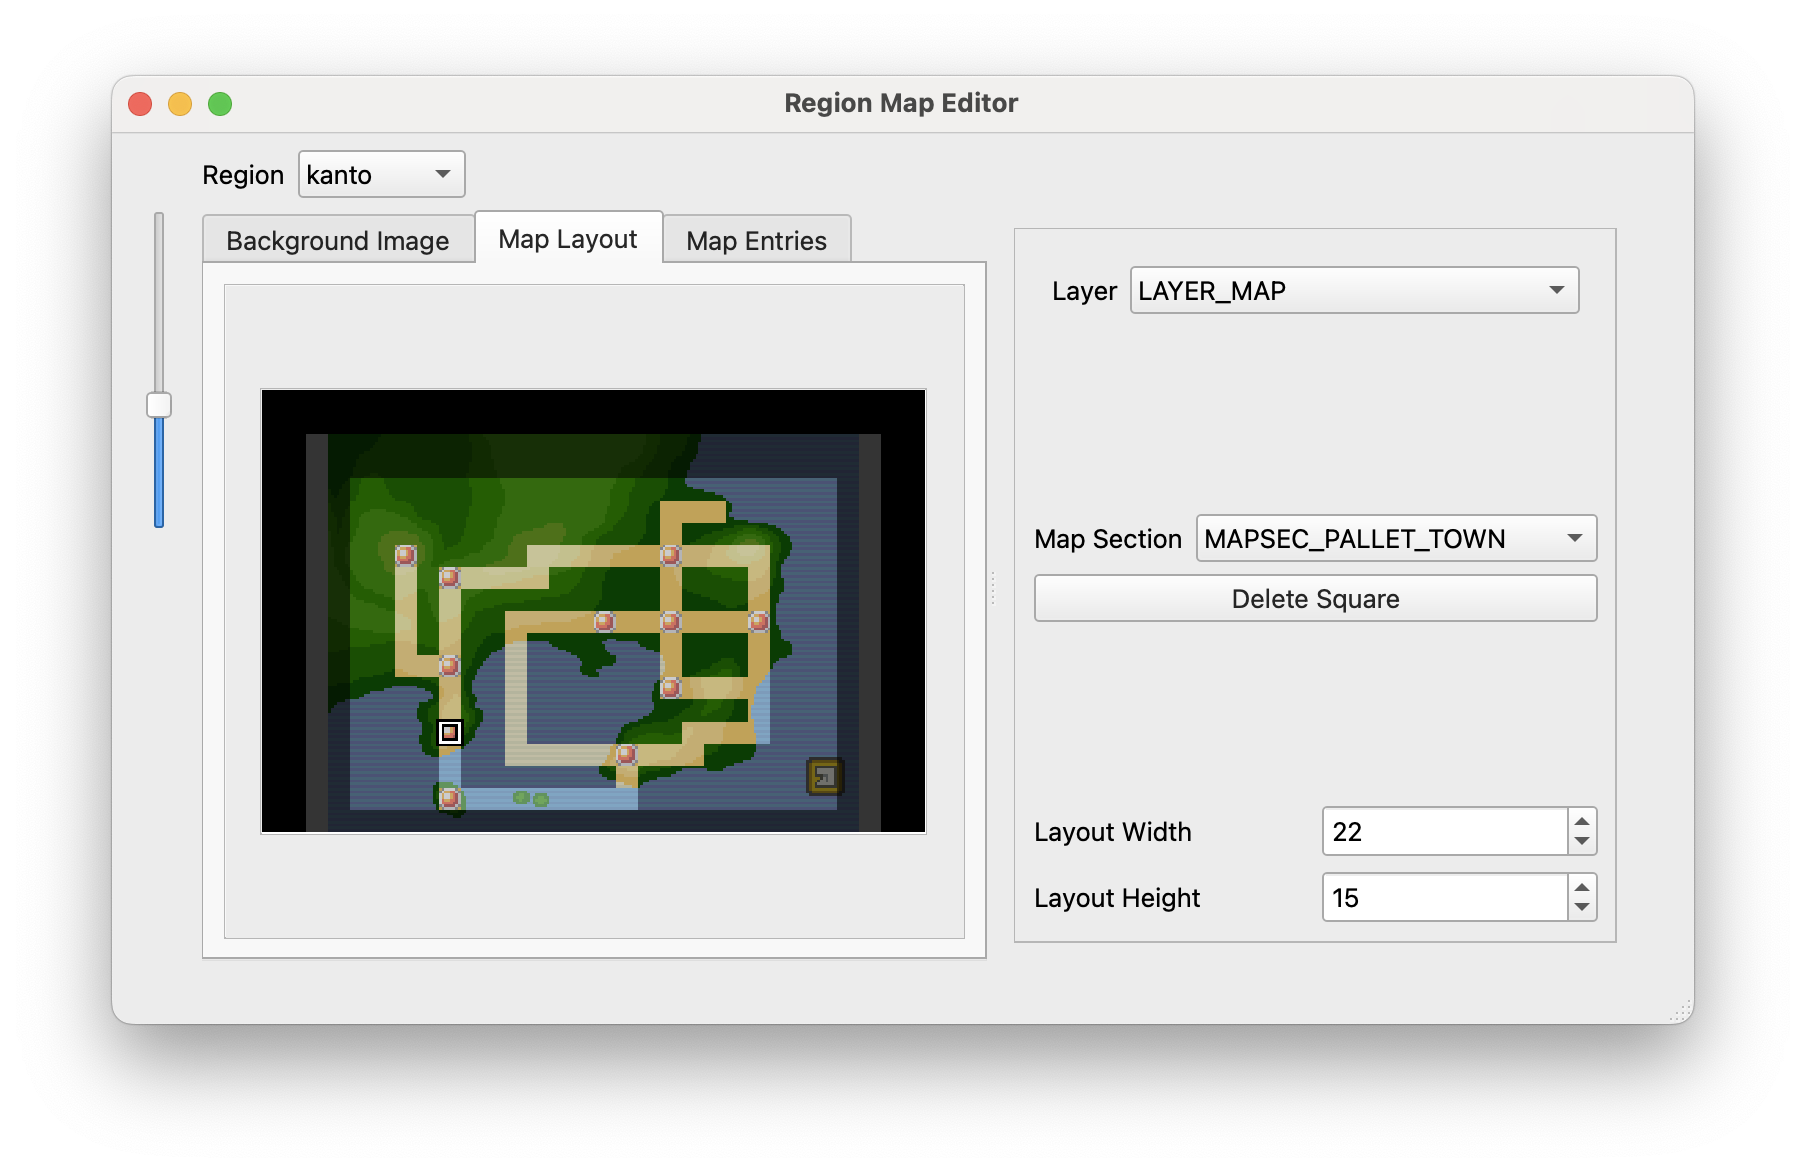 Region Map Editor
Region kanto
Background Image Map Layout Map Entries
Layer LAYER_MAP
Map Section MAPSEC_PALLET_TOWN
Delete Square
Layout Width 22
Layout Height 15